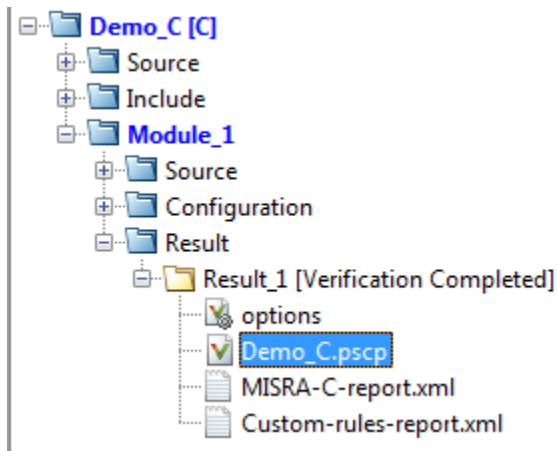 Demo_C [C]
Source
Include
Module_1
Source
Configuration
Result
Result_1 [Verification Completed]
options
Demo_C.pscp
MISRA-C-report.xml
Custom-rules-report.xml